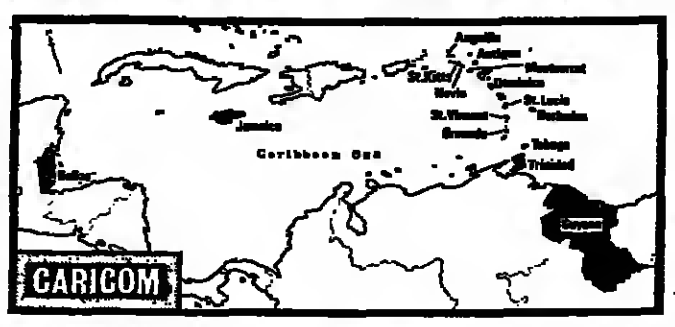 Anguilla
Antigua
Montserrat
St. Kitts
Dominica
Nevis
St. Lucia
St. Vincent
Barbados
Grenada
Jamaica
Tobago
Caribbean Sea
Trinidad
Belize
Guyana
CARICOM